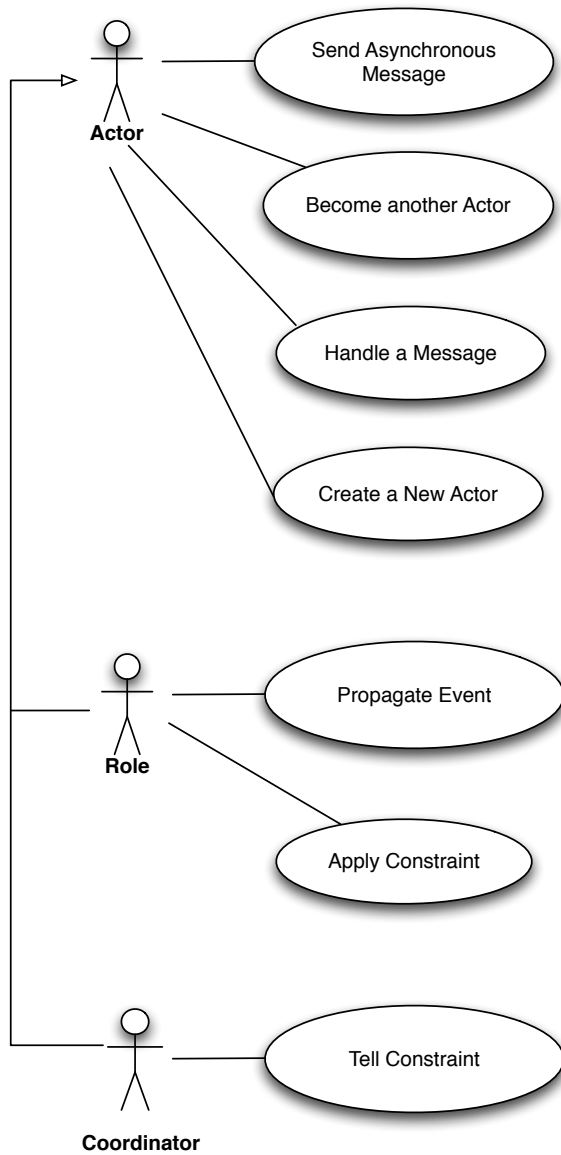 Send Asynchronous
Message
Actor
Become another Actor
Handle a Message
Create a New Actor
Propagate Event
Role
Apply Constraint
Tell Constraint
Coordinator